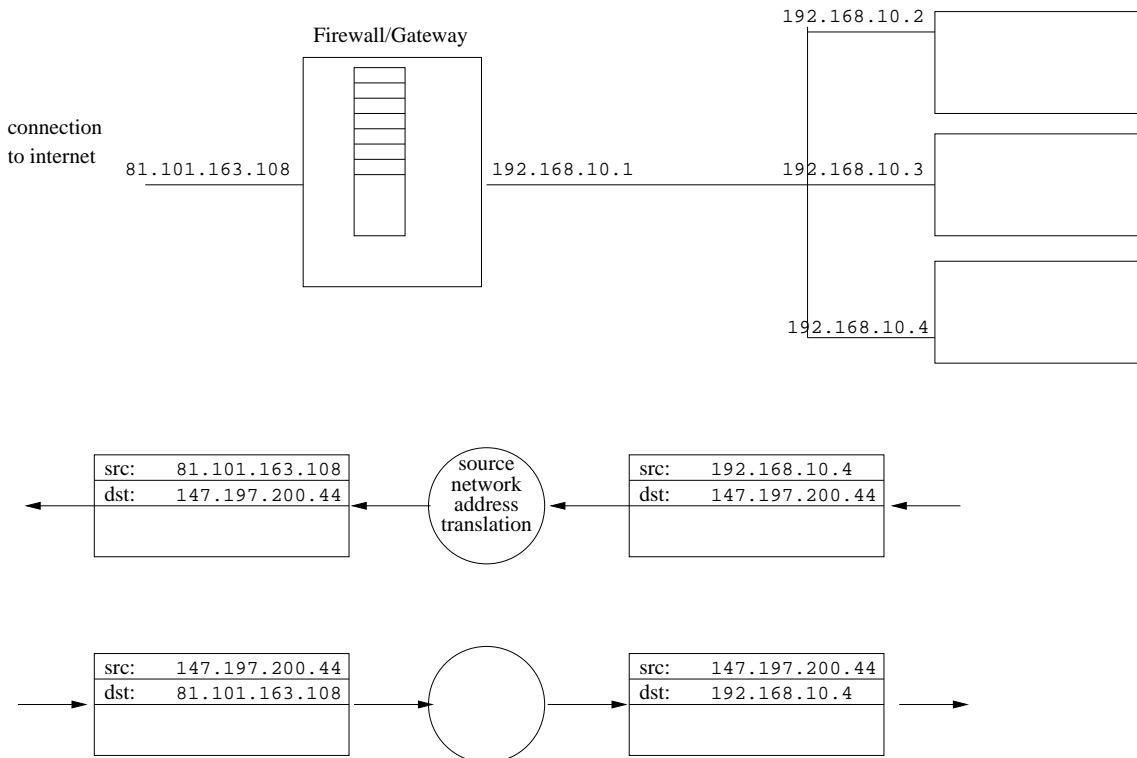 192.168.10.2
Firewall/Gateway
connection
to internet
81.101.163.108
192.168.10.1
192.168.10.3
192.168.10.4
src: 81.101.163.108
dst: 147.197.200.44
source
network
address
translation
src: 192.168.10.4
dst: 147.197.200.44
src: 147.197.200.44
dst: 81.101.163.108
src: 147.197.200.44
dst: 192.168.10.4